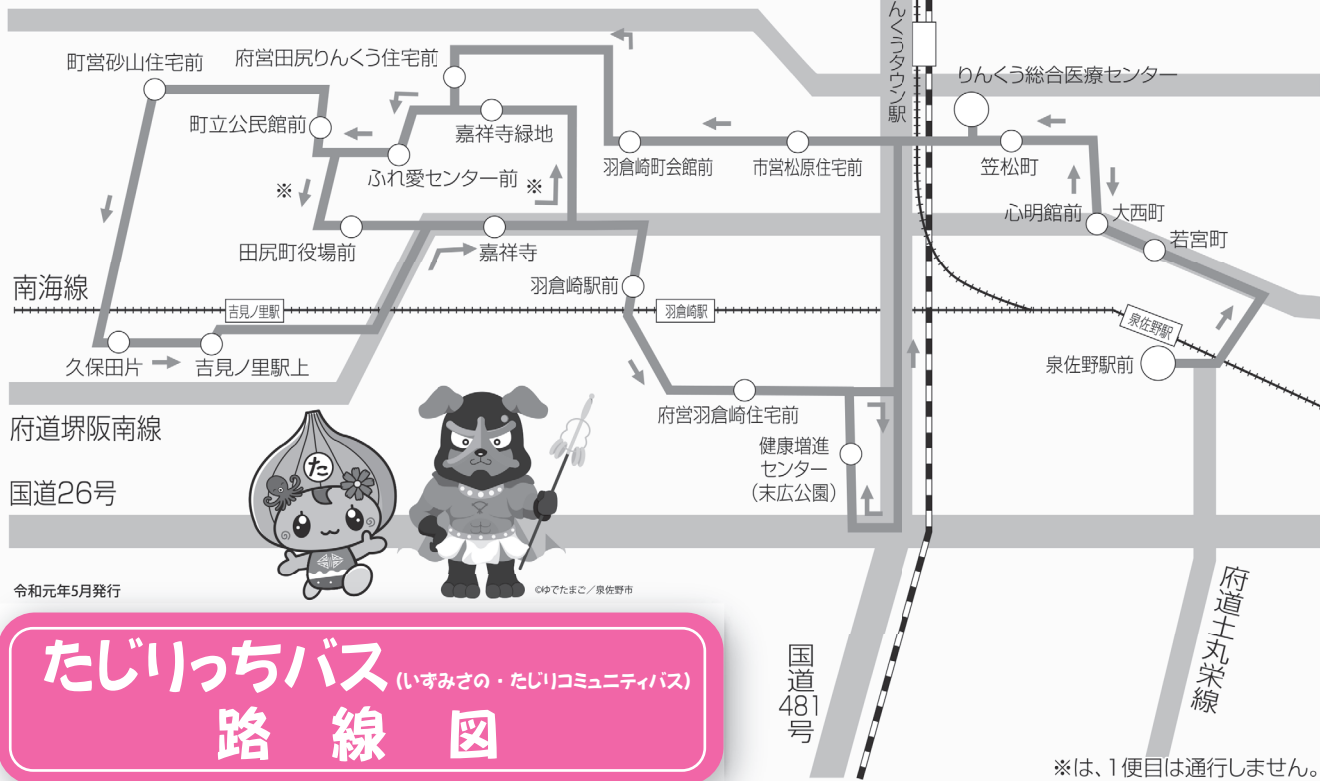 んくうタウン駅
町営砂山住宅前
府営田尻りんくう住宅前
りんくう総合医療センター
町立公民館前
嘉祥寺緑地
ふれ愛センター前
※
羽倉崎町会館前
市営松原住宅前
笠松町
※
心明館前
大西町
若宮町
田尻町役場前
嘉祥寺
羽倉崎駅前
南海線
吉見ノ里駅
羽倉崎駅
泉佐野駅
久保田片
吉見ノ里駅上
泉佐野駅前
府営羽倉崎住宅前
府道堺阪南線
健康増進
センター
(末広公園)
国道26号
た
令和元年5月発行
©ゆでたまご/泉佐野市
たじりっちバス(いずみさの・たじりコミュニティバス)
路線図
国道481号
府道土丸栄線
※は、1便目は通行しません。